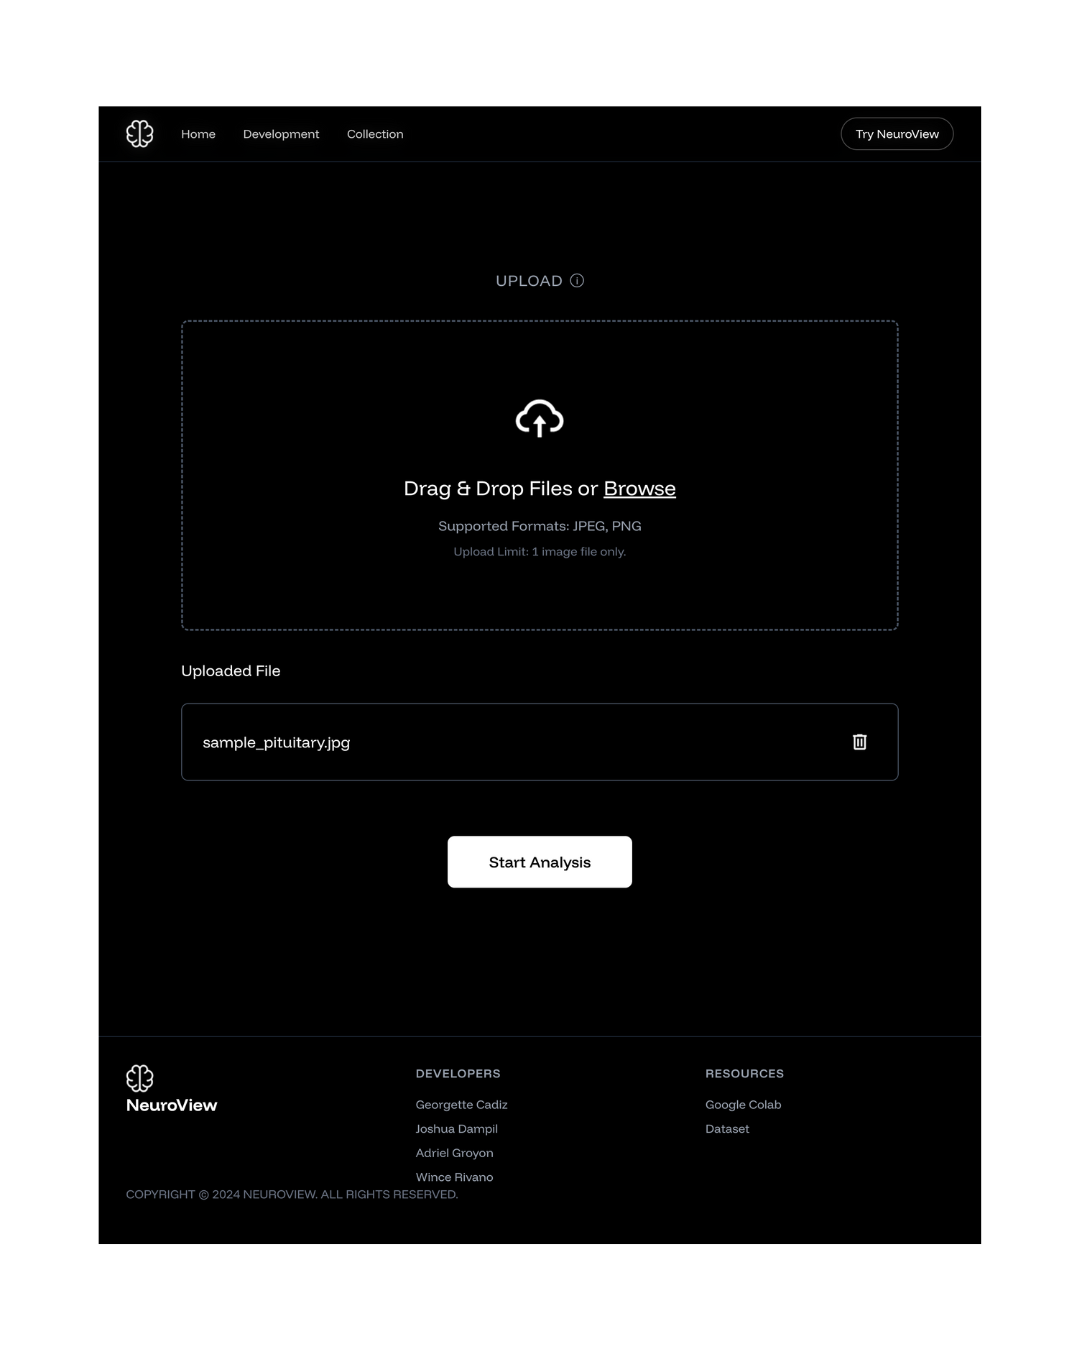 Home
Development
Collection
Try NeuroView
UPLOAD
Drag & Drop Files or Browse
Supported Formats: JPEG, PNG
Upload Limit: 1 image file only.
Uploaded File
sample_pituitary.jpg
Start Analysis
NeuroView
DEVELOPERS
Georgette Cadiz
Joshua Dampil
Adriel Groyon
Wince Rivano
RESOURCES
Google Colab
Dataset
COPYRIGHT © 2024 NEUROVIEW. ALL RIGHTS RESERVED.